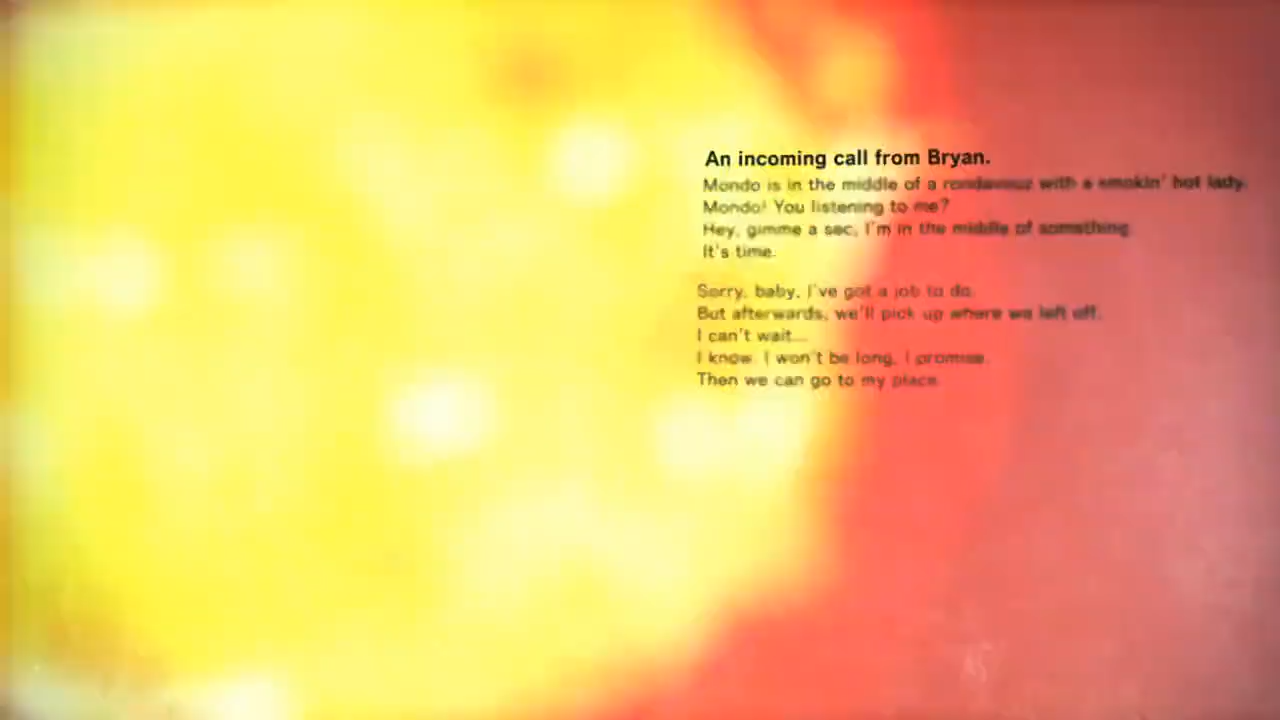 An incoming call from Bryan.
Mondo is in the middle of a rondavouz with a smokin' hot lady.
Mondo! You listening to me?
Hey, gimme a sec, I'm in the middle of something.
It's time.
Sorry, baby, I've got a job to do.
But afterwards, we'll pick up where we left off.
I can't wait...
I know. I won't be long, I promise.
Then we can go to my place.